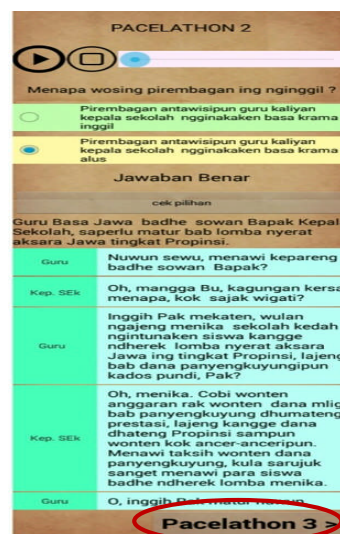 PACELATHON 2
Menapa wosing pirembagan ing nginggil ?
Pirembagan antawisipun guru kaliyan
kepala sekolah ngginakaken basa krama
inggil
Pirembagan antawisipun guru kaliyan
kepala sekolah ngginakaken basa krama
alus
Jawaban Benar
cek pilihan
Guru Basa Jawa badhe sowan Bapak Kepal
Sekolah, saperlu matur bab lomba nyerat
aksara Jawa tingkat Propinsi.
Guru
Nuwun sewu, menawi kepareng
badhe sowan Bapak?
Kep. SEk
Oh, mangga Bu, kagungan kersa
menapa, kok sajak wigati?
Guru
Inggih Pak mekaten, wulan
ngajeng menika sekolah kedah
ngintunaken siswa kangge
ndherek lomba nyerat aksara
Jawa ing tingkat Propinsi, lajeng
bab dana panyengkuyungipun
kados pundi, Pak?
Kep. SEk
Oh, menika. Cobi wonten
anggaran rak wonten dana mlig
bab panyengkuyung dhumateng
prestasi, lajeng kangge dana
dhateng Propinsi sampun
wonten kok ancer-anceripun.
Menawi taksih wonten dana
panyengkuyung, kula sarujuk
sanget menawi para siswa
badhe ndherek lomba menika.
Guru
O, inggih Pak matur nuwun
Pacelathon 3 >